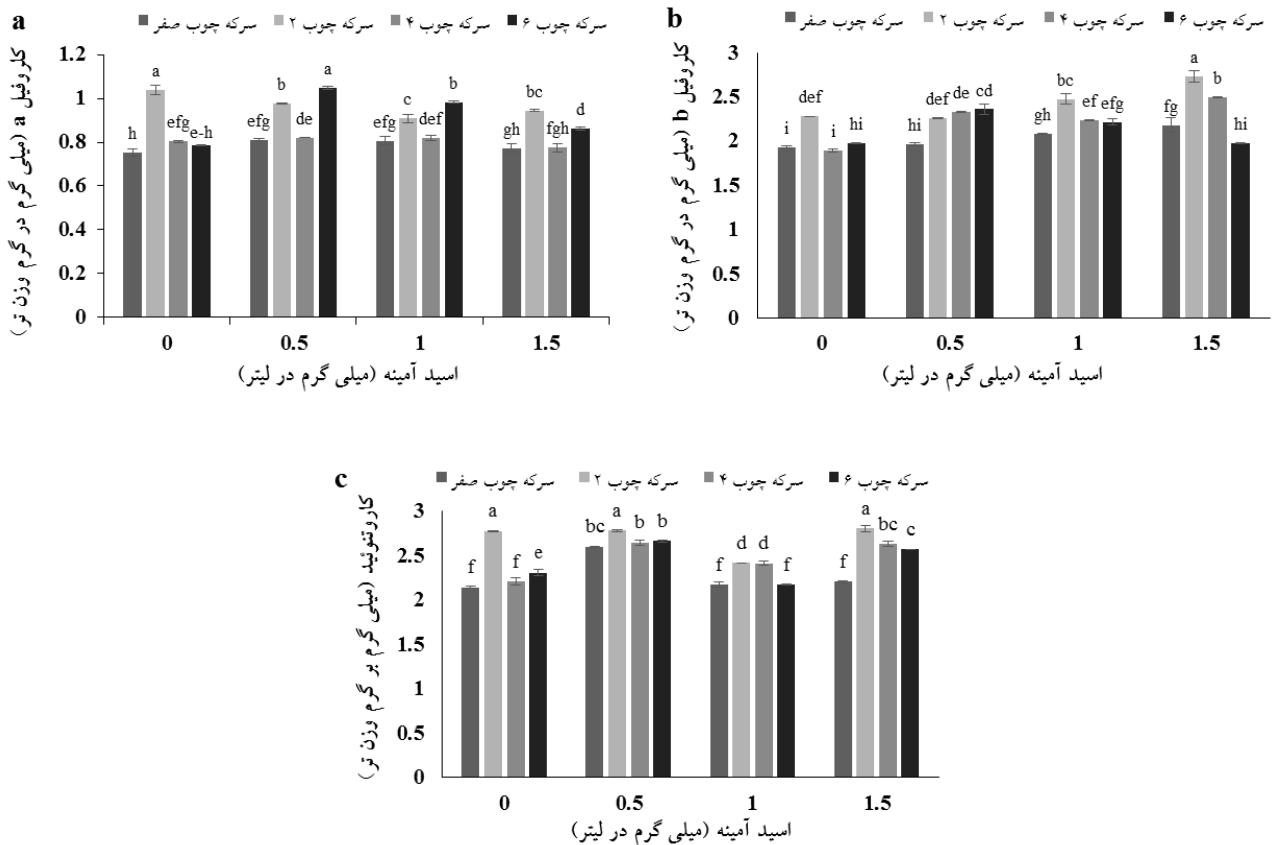 a
سرکه چوب صفر سرکه چوب ۲ سرکه چوب ۴ سرکه چوب ۶
کلروفیل a (میلی گرم در گرم وزن تر)
1.2
1
0.8
0.6
0.4
0.2
0
h a efg e-h
efg b de a
efg c def b
gh bc fgh d
0 0.5 1 1.5
اسید آمینه (میلی گرم در لیتر)
b
سرکه چوب صفر سرکه چوب ۲ سرکه چوب ۴ سرکه چوب ۶
کلروفیل b (میلی گرم در گرم وزن تر)
3
2.5
2
1.5
1
0.5
0
i def i hi
hi def de cd
gh bc ef efg
fg a b hi
0 0.5 1 1.5
اسید آمینه (میلی گرم در لیتر)
c
سرکه چوب صفر سرکه چوب ۲ سرکه چوب ۴ سرکه چوب ۶
کاروتنوئید (میلی گرم بر گرم وزن تر)
3
2.5
2
1.5
1
0.5
0
f a f e
bc a b b
f d d f
f a bc c
0 0.5 1 1.5
اسید آمینه (میلی گرم در لیتر)